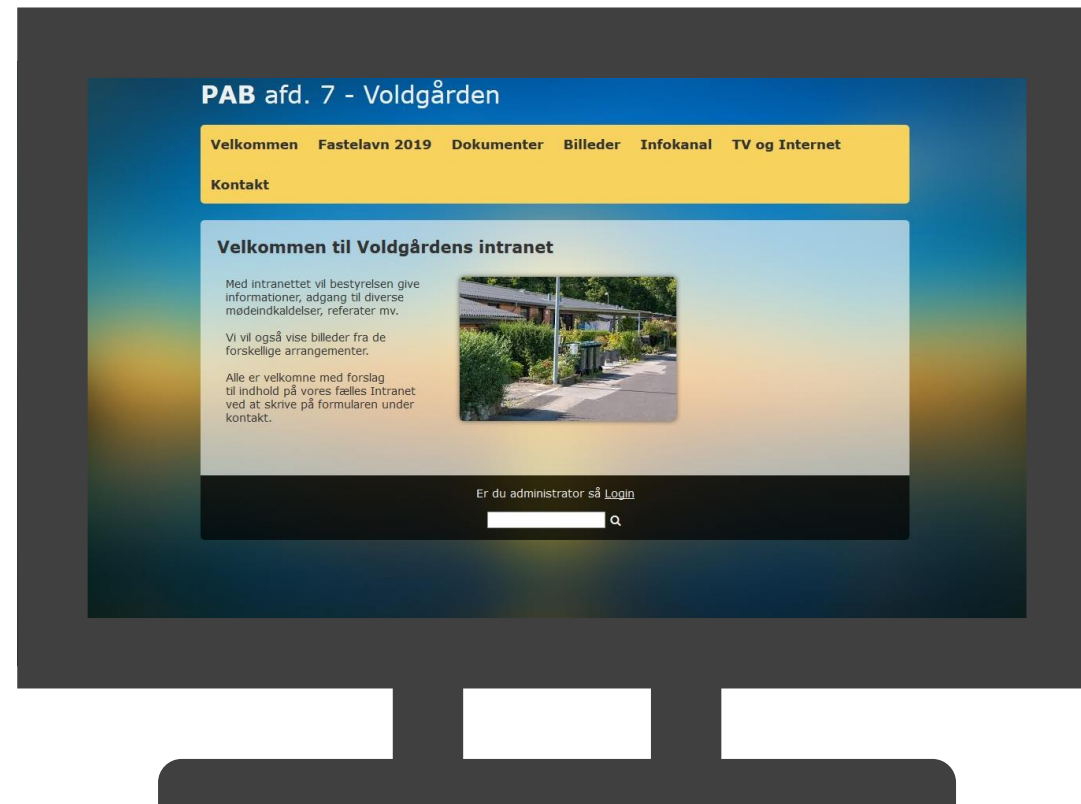 PAB afd. 7 - Voldgården
Velkommen Fastelavn 2019 Dokumenter Billeder Infokanal TV og Internet
Kontakt
Velkommen til Voldgårdens intranet
Med intranettet vil bestyrelsen give
informationer, adgang til diverse
mødeindkaldelser, referater mv.
Vi vil også vise billeder fra de
forskellige arrangementer.
Alle er velkomne med forslag
til indhold på vores fælles Intranet
ved at skrive på formularen under
kontakt.
Er du administrator så Login